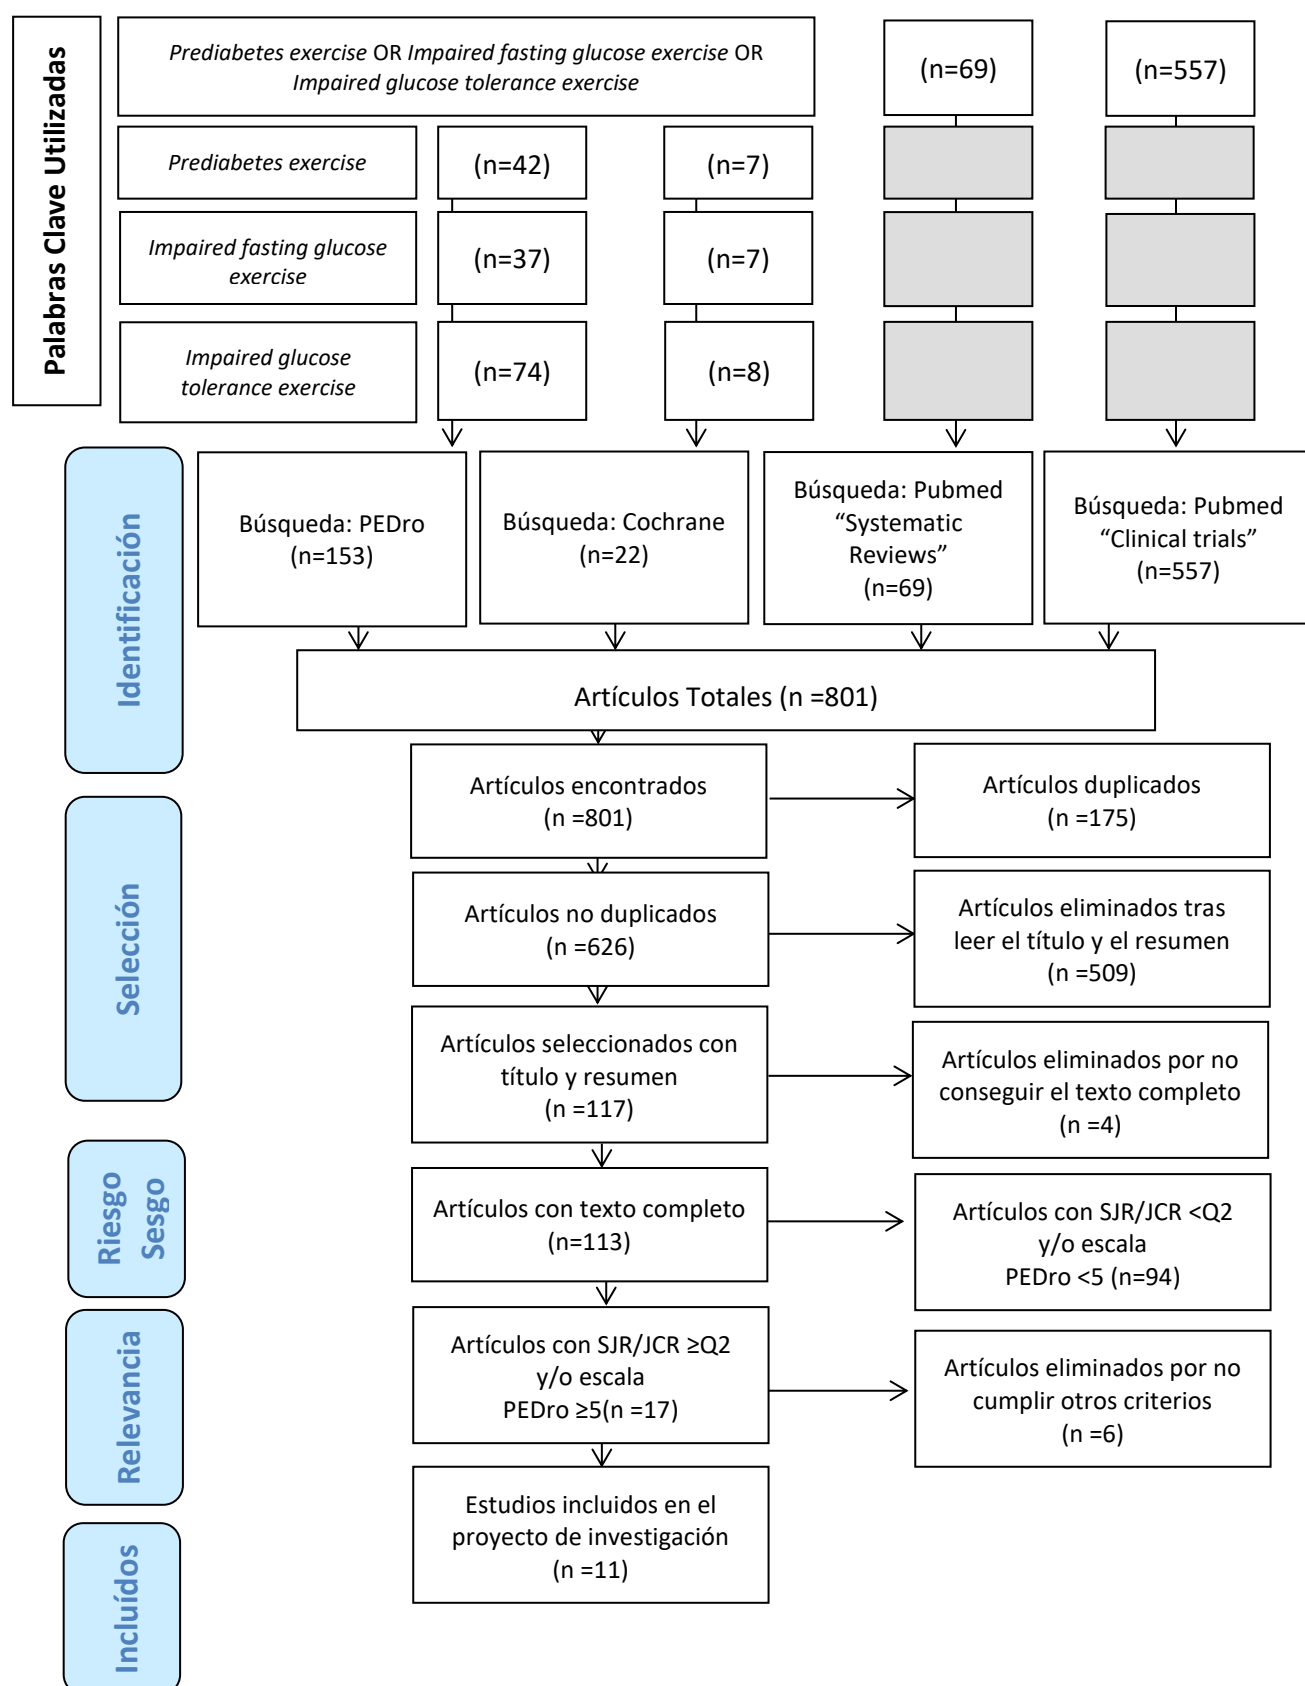 Palabras Clave Utilizadas
Prediabetes exercise OR Impaired fasting glucose exercise OR
Impaired glucose tolerance exercise
(n=69)
(n=557)
Prediabetes exercise
(n=42)
(n=7)
Impaired fasting glucose
exercise
(n=37)
(n=7)
Impaired glucose
tolerance exercise
(n=74)
(n=8)
Identificación
Búsqueda: PEDro
(n=153)
Búsqueda: Cochrane
(n=22)
Búsqueda: Pubmed
“Systematic
Reviews”
(n=69)
Búsqueda: Pubmed
“Clinical trials”
(n=557)
Artículos Totales (n =801)
Selección
Artículos encontrados
(n =801)
Artículos duplicados
(n =175)
Artículos no duplicados
(n =626)
Artículos eliminados tras
leer el título y el resumen
(n =509)
Artículos seleccionados con
título y resumen
(n =117)
Artículos eliminados por no
conseguir el texto completo
(n =4)
Riesgo
Sesgo
Artículos con texto completo
(n=113)
Artículos con SJR/JCR <Q2
y/o escala
PEDro <5 (n=94)
Relevancia
Artículos con SJR/JCR ≥Q2
y/o escala
PEDro ≥5(n =17)
Artículos eliminados por no
cumplir otros criterios
(n =6)
Incluídos
Estudios incluidos en el
proyecto de investigación
(n =11)